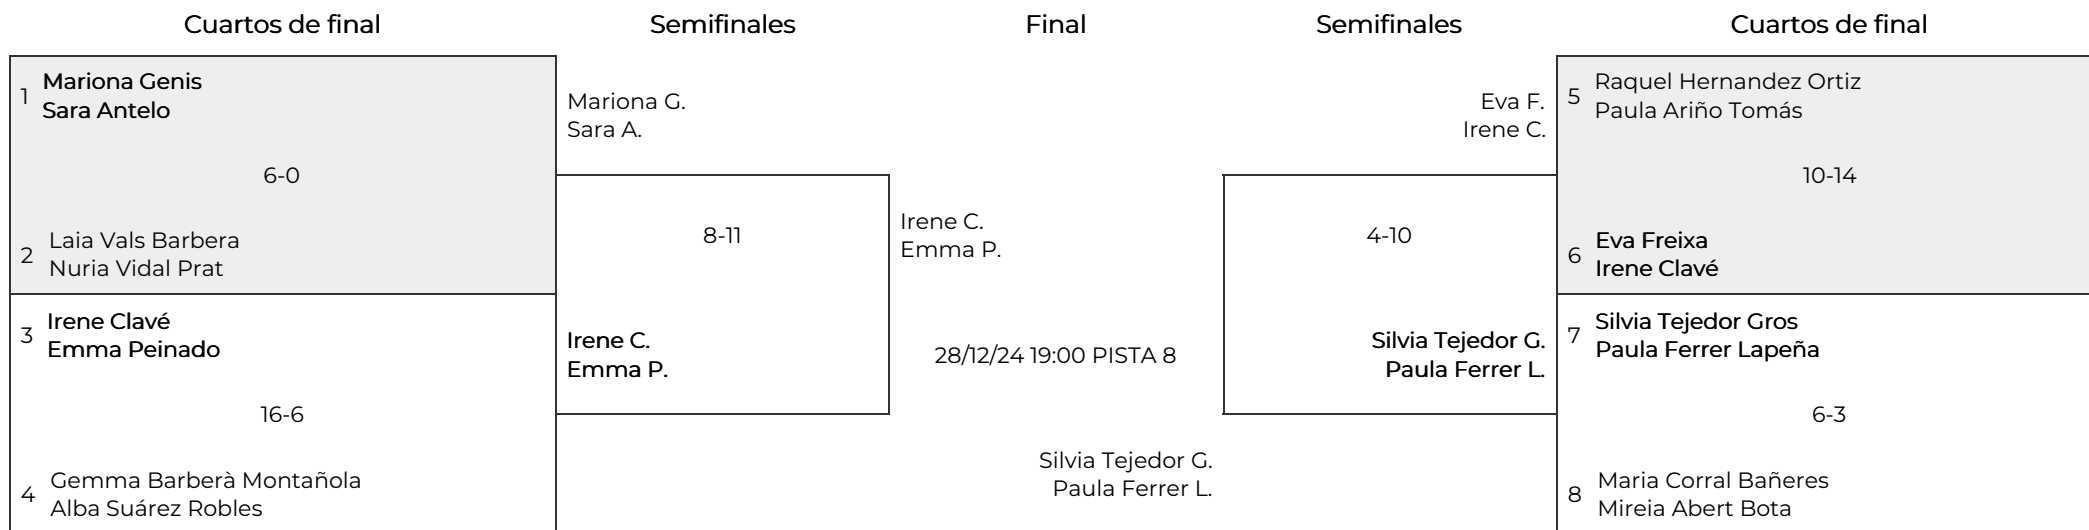 Cuartos de final
Semifinales
Final
Semifinales
Cuartos de final
1
Mariona Genis
Sara Antelo
6-0
2
Laia Vals Barbera
Nuria Vidal Prat
3
Irene Clavé
Emma Peinado
16-6
4
Gemma Barberà Montañola
Alba Suárez Robles
Mariona G.
Sara A.
8-11
Irene C.
Emma P.
Irene C.
Emma P.
28/12/24 19:00 PISTA 8
Silvia Tejedor G.
Paula Ferrer L.
Eva F.
Irene C.
4-10
Silvia Tejedor G.
Paula Ferrer L.
5
Raquel Hernandez Ortiz
Paula Ariño Tomás
10-14
6
Eva Freixa
Irene Clavé
7
Silvia Tejedor Gros
Paula Ferrer Lapeña
6-3
8
Maria Corral Bañeres
Mireia Abert Bota